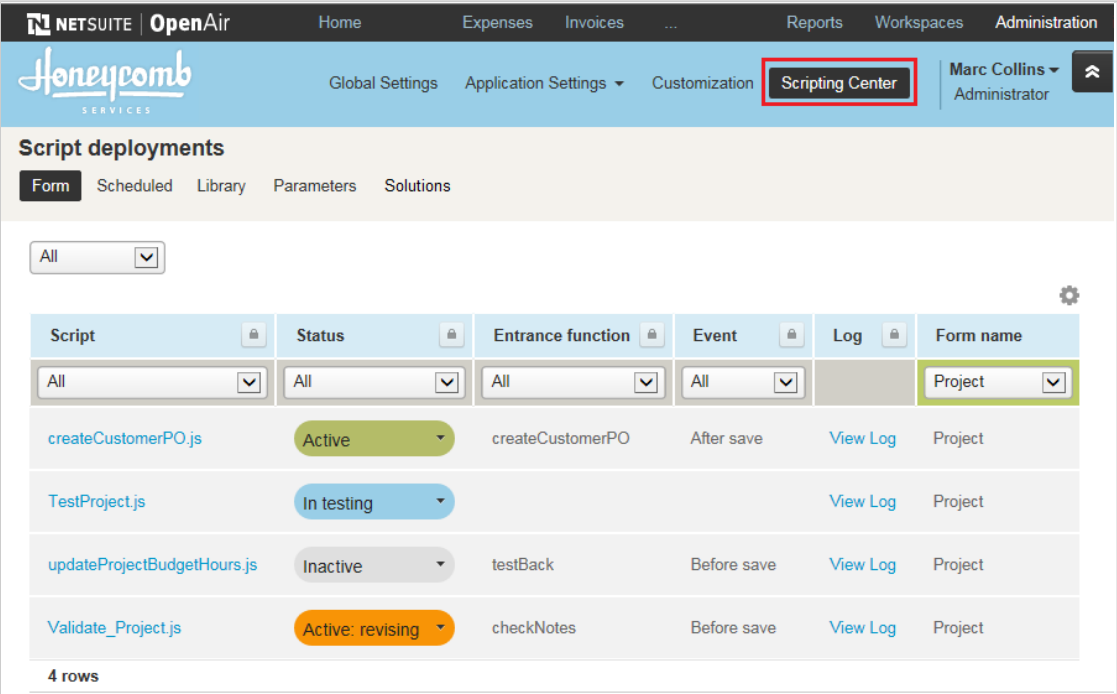 NETSUITE | OpenAir Home Expenses Invoices ... Reports Workspaces Administration
Honeycomb
SERVICES
Global Settings Application Settings Customization Scripting Center
Marc Collins
Administrator
Script deployments
Form Scheduled Library Parameters Solutions
All
Script Status Entrance function Event Log Form name
All All All All Project
createCustomerPO.js Active createCustomerPO After save View Log Project
TestProject.js In testing View Log Project
updateProjectBudgetHours.js Inactive testBack Before save View Log Project
Validate_Project.js Active: revising checkNotes Before save View Log Project
4 rows